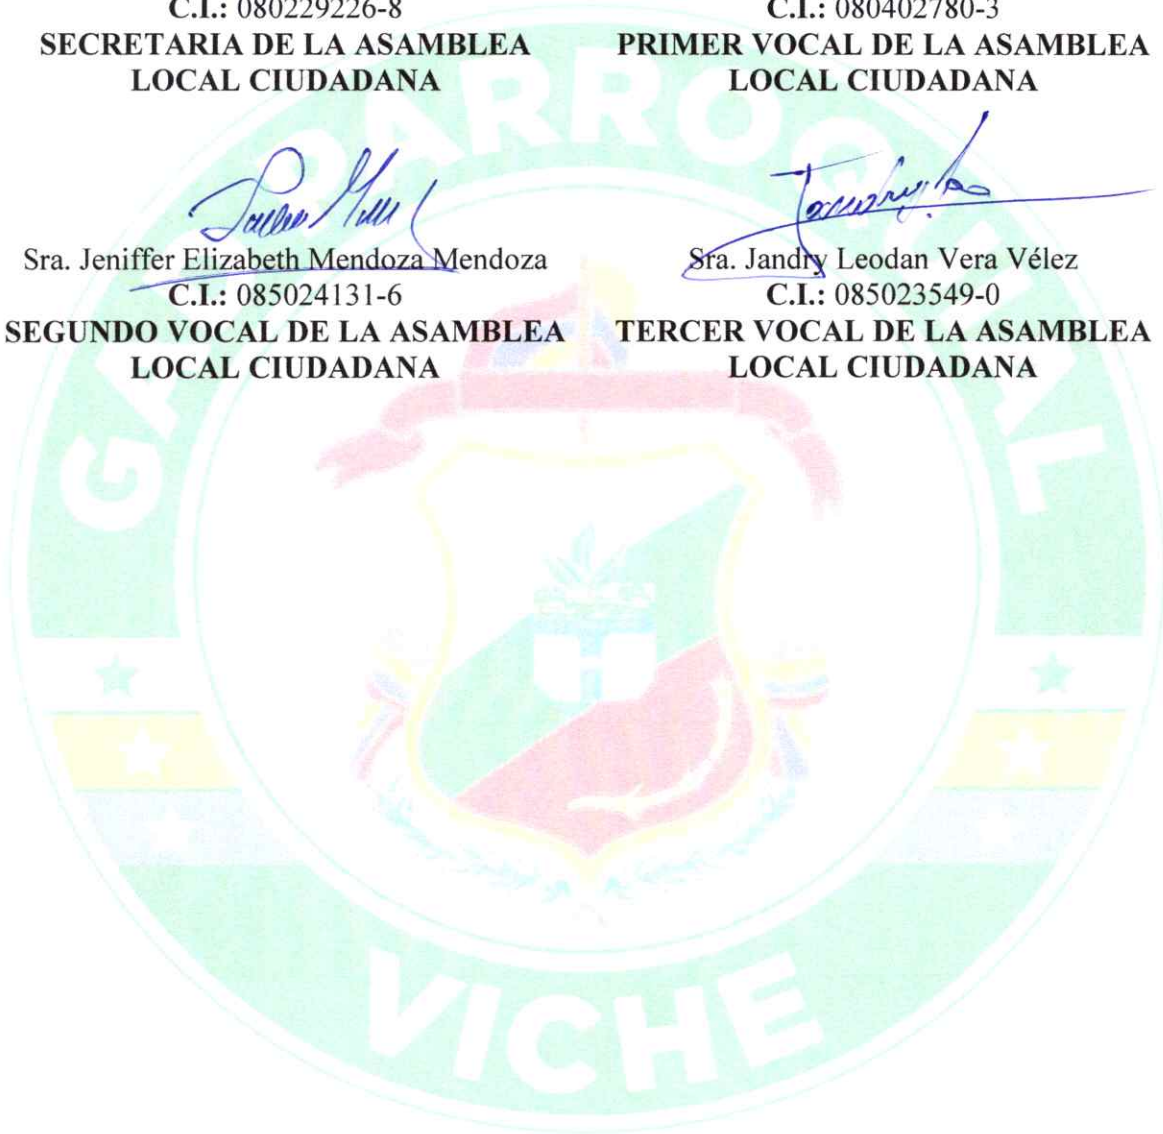 C.I.: 080229226-8
SECRETARIA DE LA ASAMBLEA
LOCAL CIUDADANA
C.I.: 080402780-3
PRIMER VOCAL DE LA ASAMBLEA
LOCAL CIUDADANA
Sra. Jeniffer Elizabeth Mendoza Mendoza
C.I.: 085024131-6
SEGUNDO VOCAL DE LA ASAMBLEA
LOCAL CIUDADANA
Sra. Jandry Leodan Vera Vélez
C.I.: 085023549-0
TERCER VOCAL DE LA ASAMBLEA
LOCAL CIUDADANA
GAD PARROQUIAL
VICHE